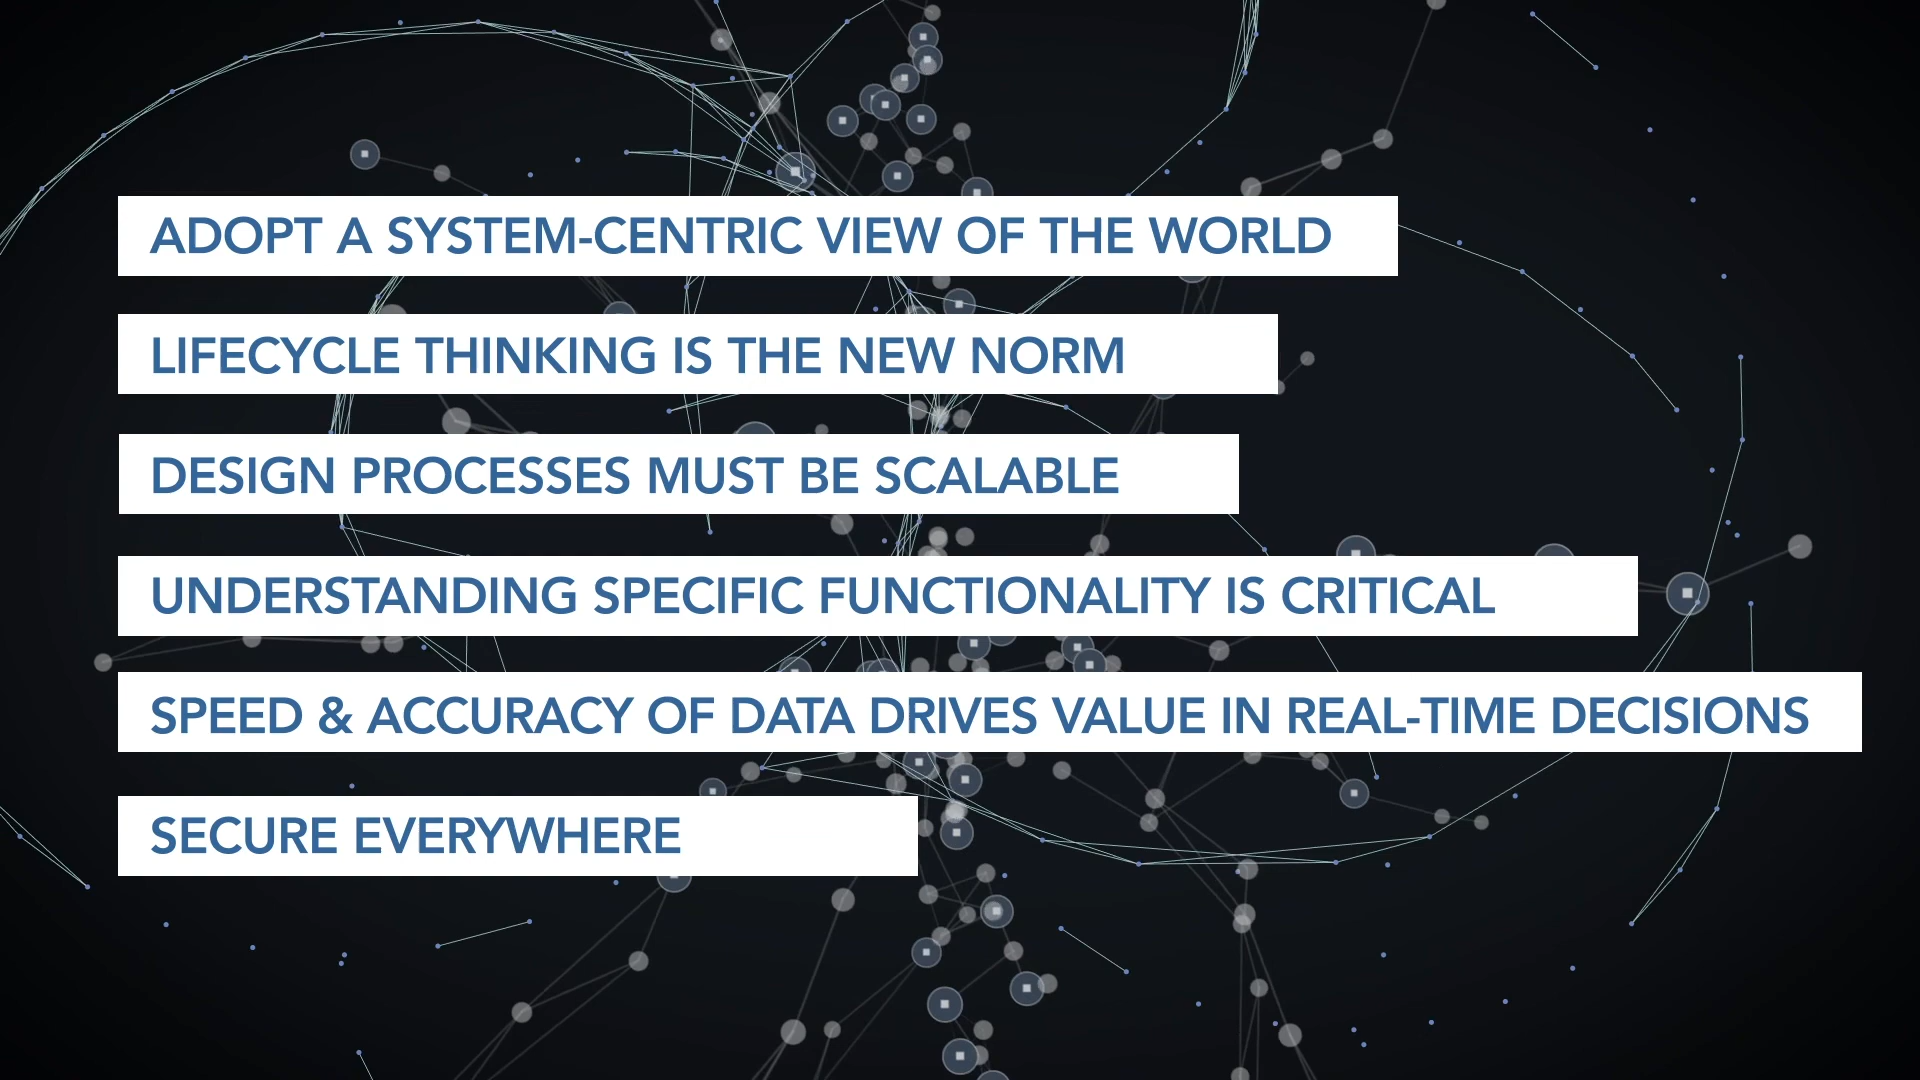 ADOPT A SYSTEM-CENTRIC VIEW OF THE WORLD
LIFECYCLE THINKING IS THE NEW NORM
DESIGN PROCESSES MUST BE SCALABLE
UNDERSTANDING SPECIFIC FUNCTIONALITY IS CRITICAL
SPEED & ACCURACY OF DATA DRIVES VALUE IN REAL-TIME DECISIONS
SECURE EVERYWHERE